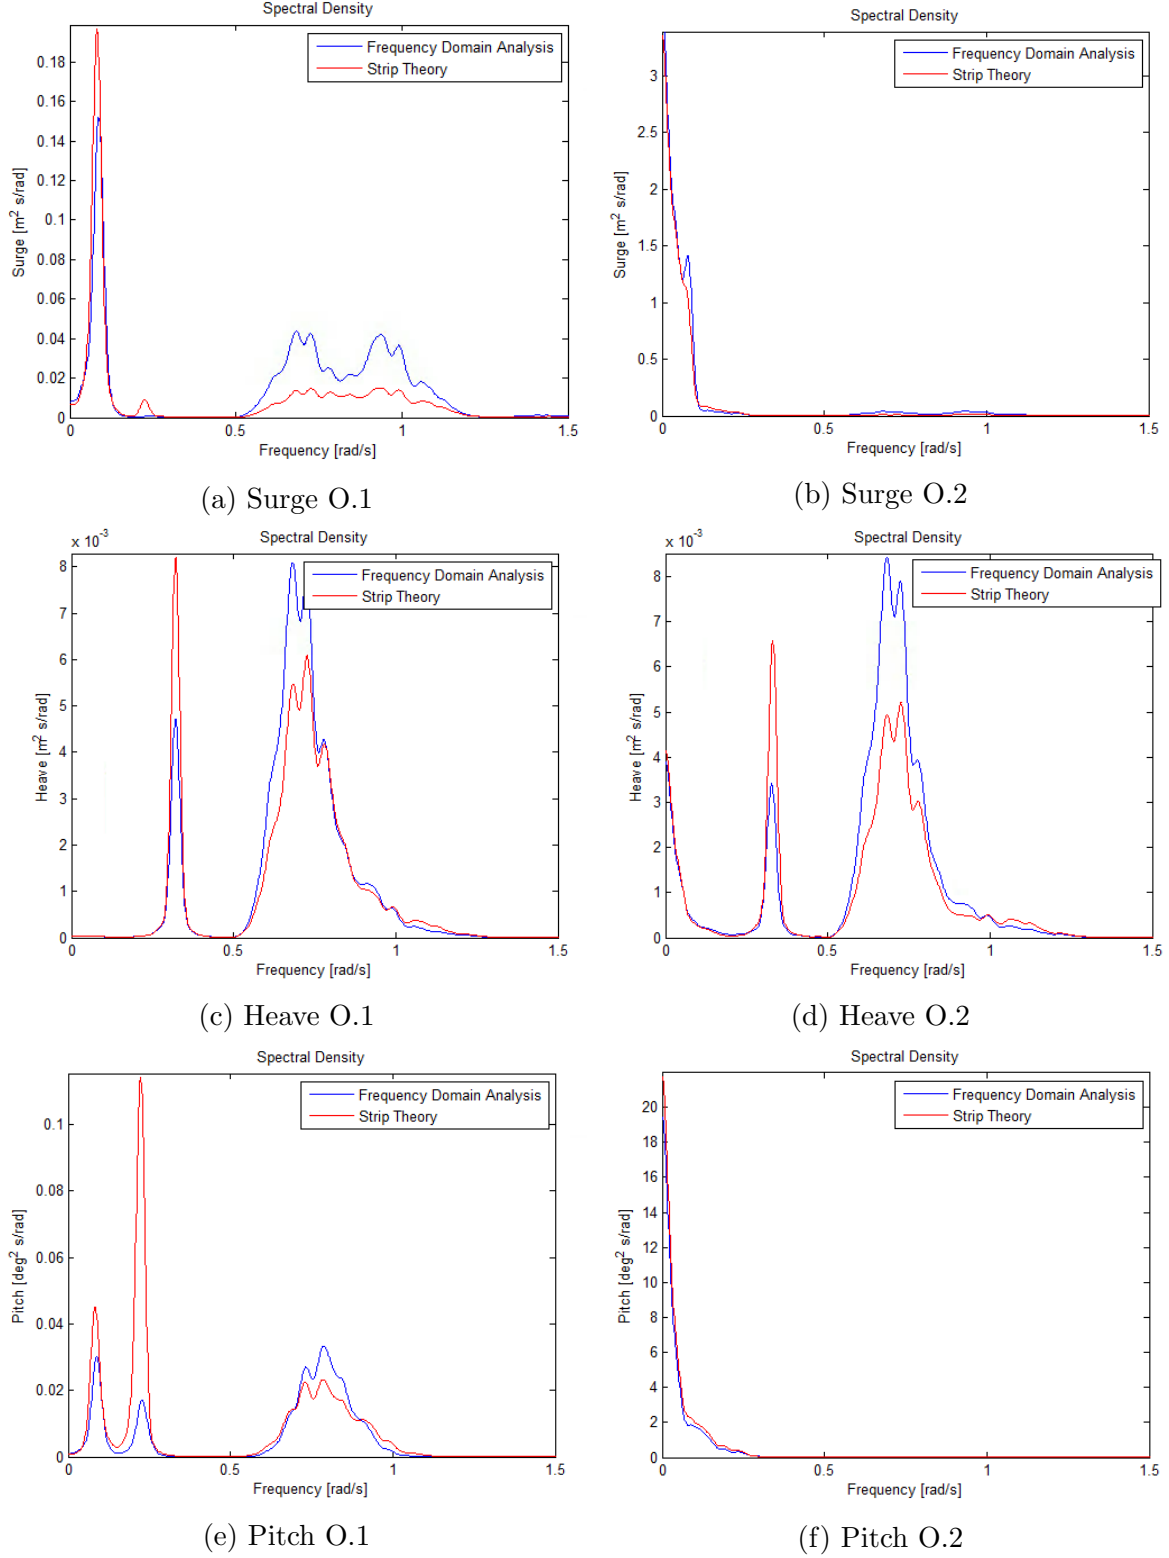 Spectral Density
Frequency Domain Analysis
Strip Theory
Surge [m² s/rad]
0.18
0.16
0.14
0.12
0.1
0.08
0.06
0.04
0.02
0
0 0.5 1 1.5
Frequency [rad/s]
(a) Surge O.1
Spectral Density
Frequency Domain Analysis
Strip Theory
Surge [m² s/rad]
3
2.5
2
1.5
1
0.5
0
0 0.5 1 1.5
Frequency [rad/s]
(b) Surge O.2
Spectral Density
x 10⁻³
Frequency Domain Analysis
Strip Theory
Heave [m² s/rad]
8
7
6
5
4
3
2
1
0
0 0.5 1 1.5
Frequency [rad/s]
(c) Heave O.1
Spectral Density
x 10⁻³
Frequency Domain Analysis
Strip Theory
Heave [m² s/rad]
8
7
6
5
4
3
2
1
0
0 0.5 1 1.5
Frequency [rad/s]
(d) Heave O.2
Spectral Density
Frequency Domain Analysis
Strip Theory
Pitch [deg² s/rad]
0.1
0.08
0.06
0.04
0.02
0
0 0.5 1 1.5
Frequency [rad/s]
(e) Pitch O.1
Spectral Density
Frequency Domain Analysis
Strip Theory
Pitch [deg² s/rad]
20
18
16
14
12
10
8
6
4
2
0
0 0.5 1 1.5
Frequency [rad/s]
(f) Pitch O.2